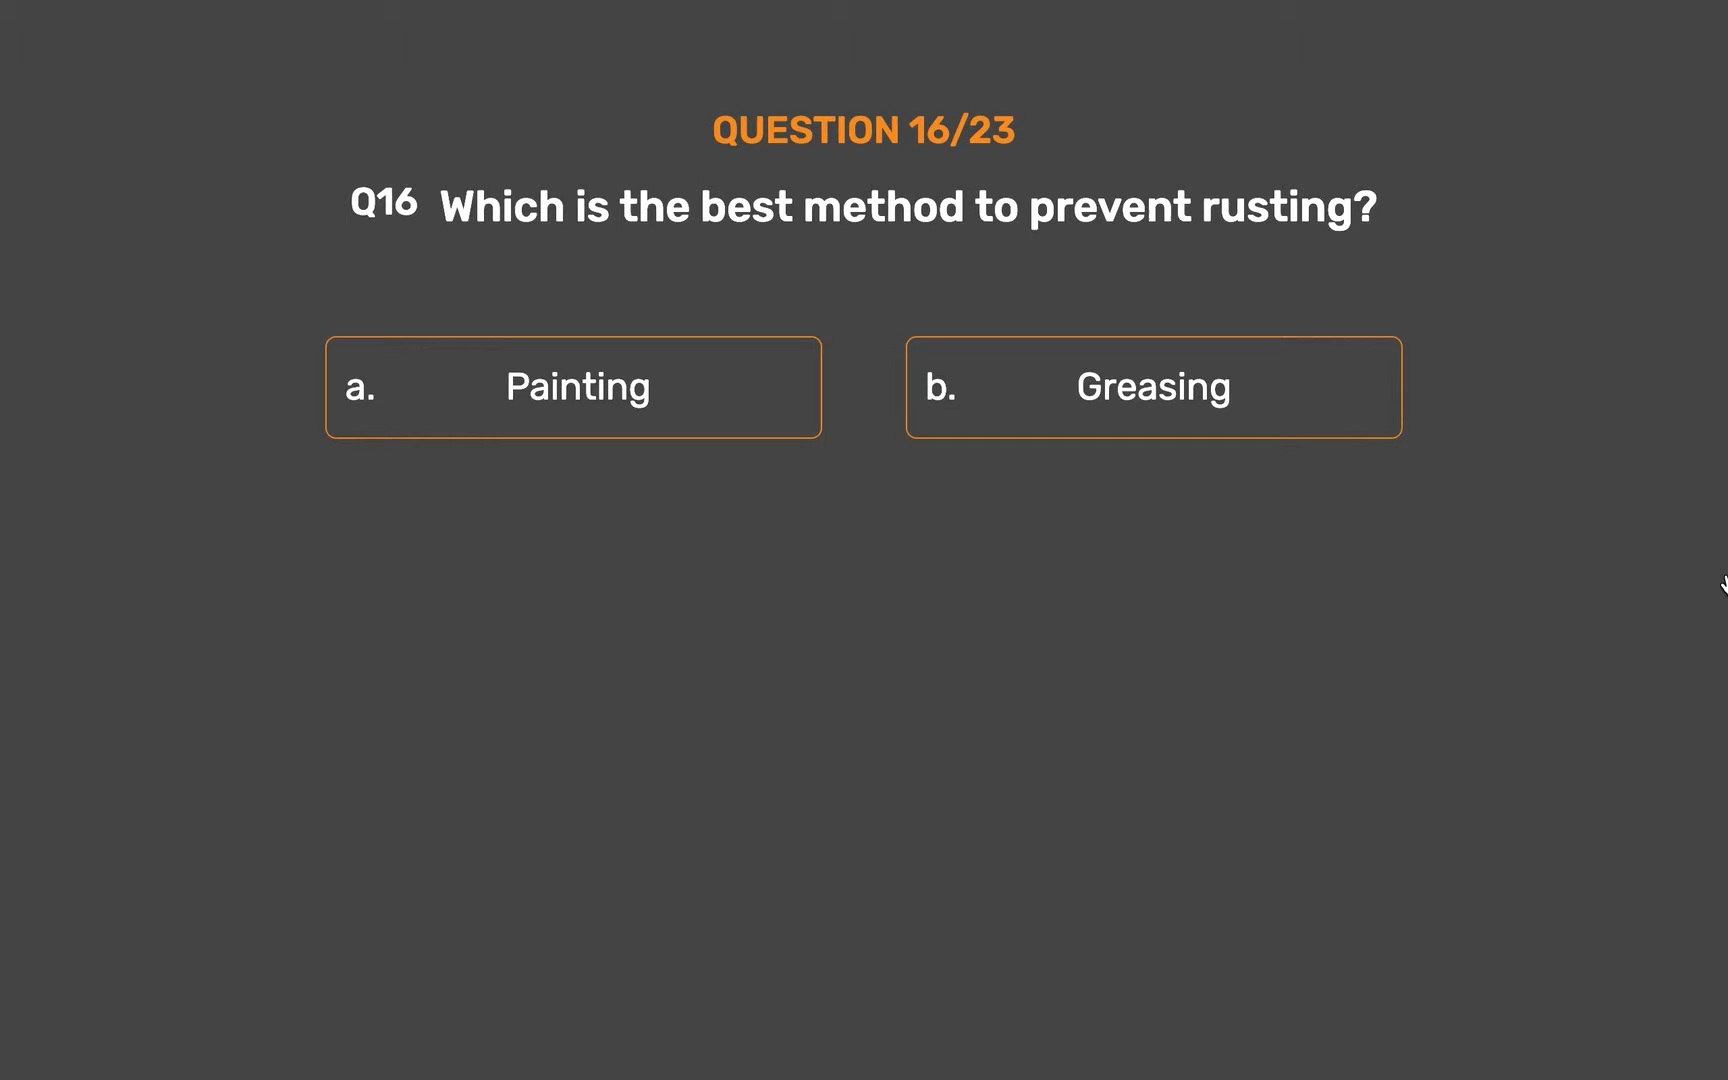 QUESTION 16/23
Q16 Which is the best method to prevent rusting?
a. Painting
b. Greasing